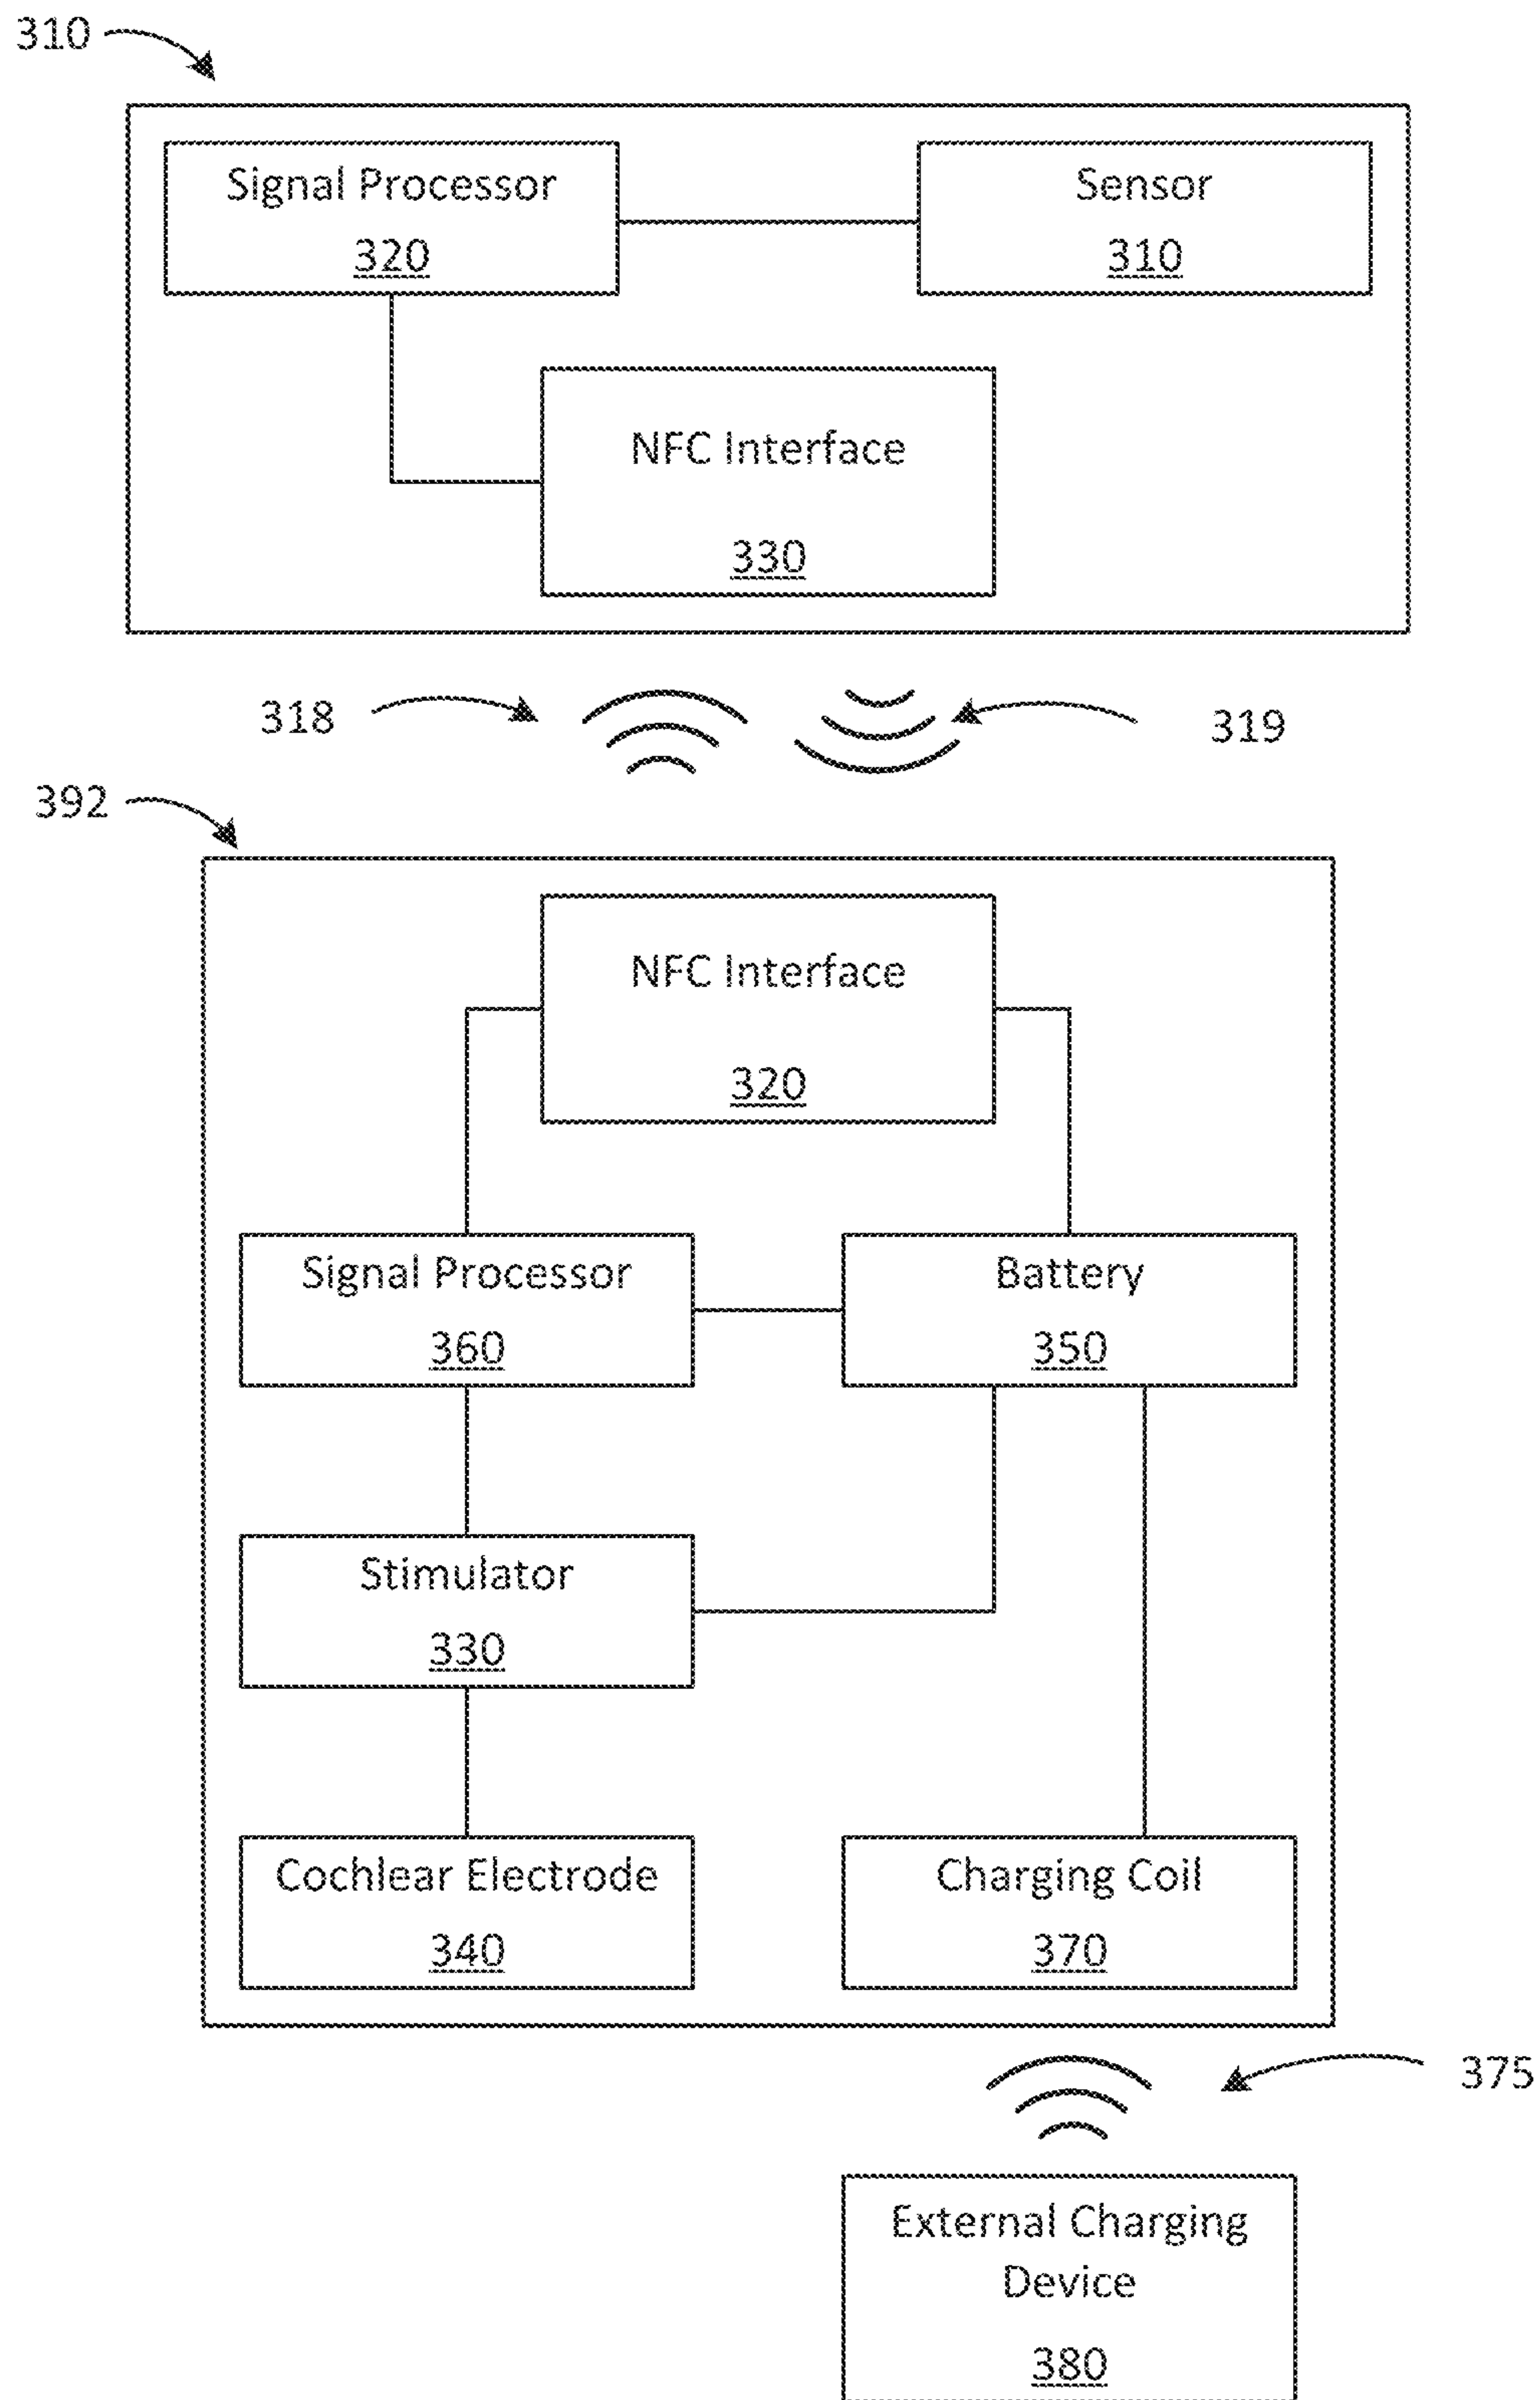 310
Signal Processor
320
Sensor
310
NFC Interface
330
318
319
392
NFC Interface
320
Signal Processor
360
Battery
350
Stimulator
330
Cochlear Electrode
340
Charging Coil
370
375
External Charging
Device
380